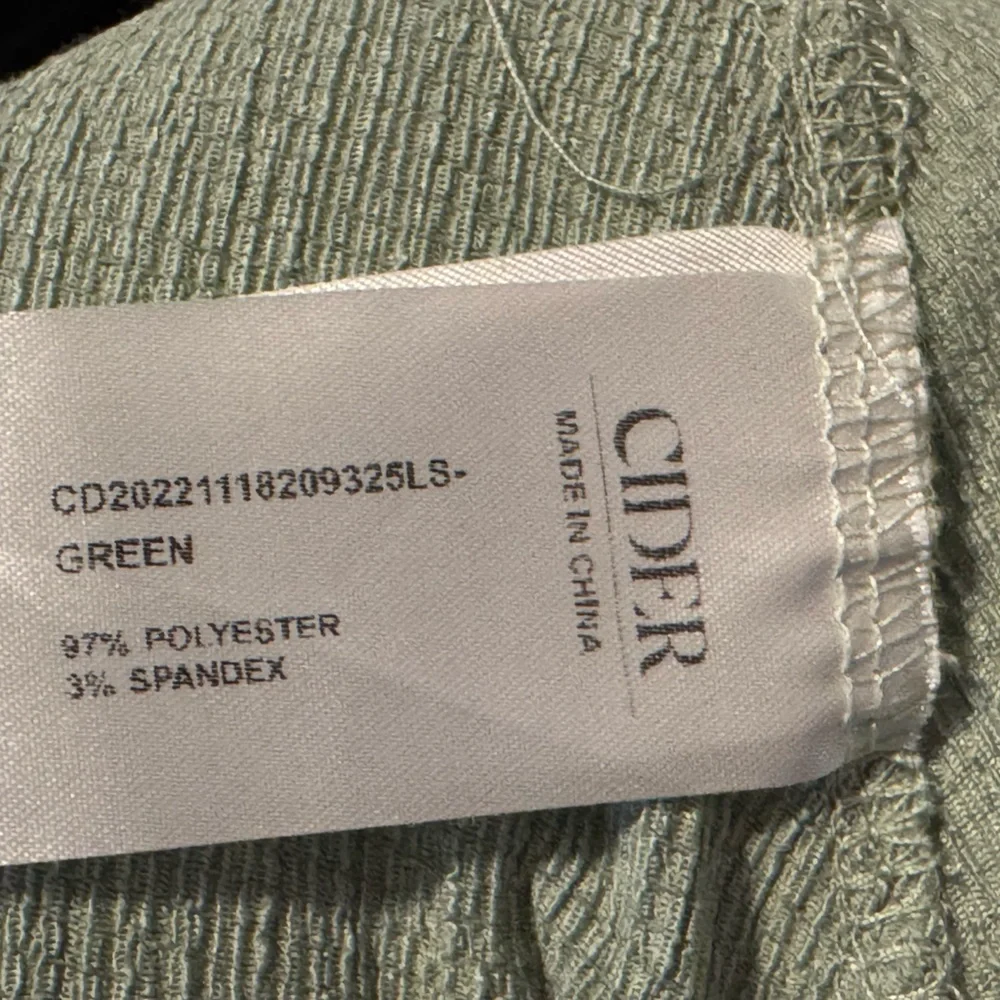 CD20221118209325LS-
GREEN
97% POLYESTER
3% SPANDEX
CIDER
MADE IN CHINA